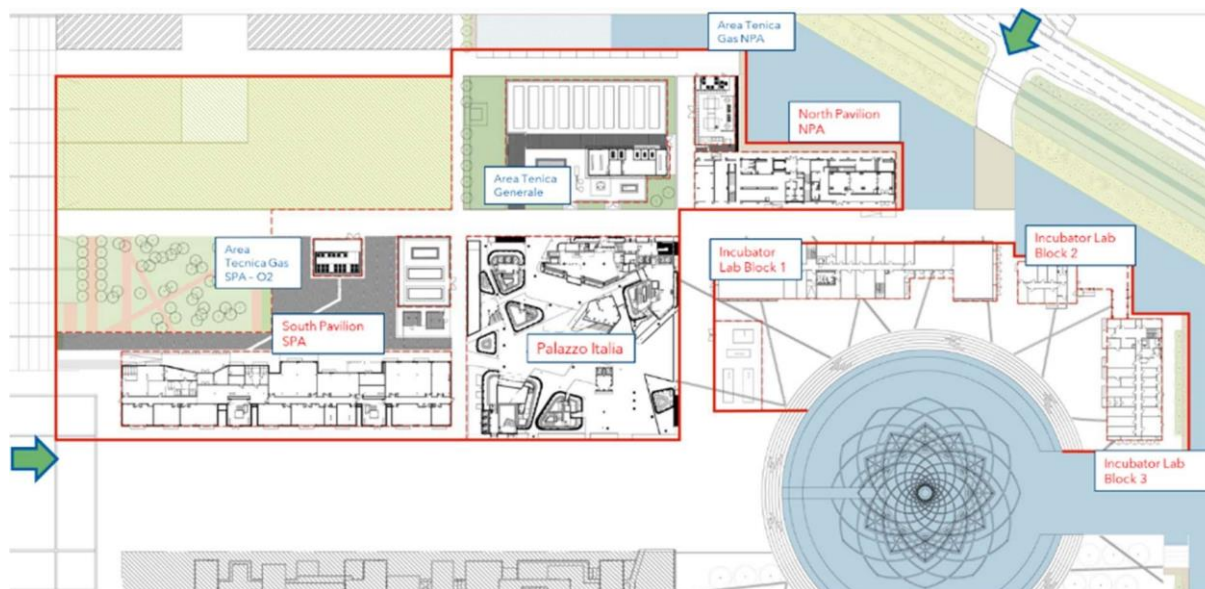 Area Tenica
Gas NPA
North Pavilion
NPA
Area Tenica
Generale
Area
Tecnica Gas
SPA - O2
Incubator
Lab Block 1
Incubator Lab
Block 2
South Pavilion
SPA
Palazzo Italia
Incubator Lab
Block 3